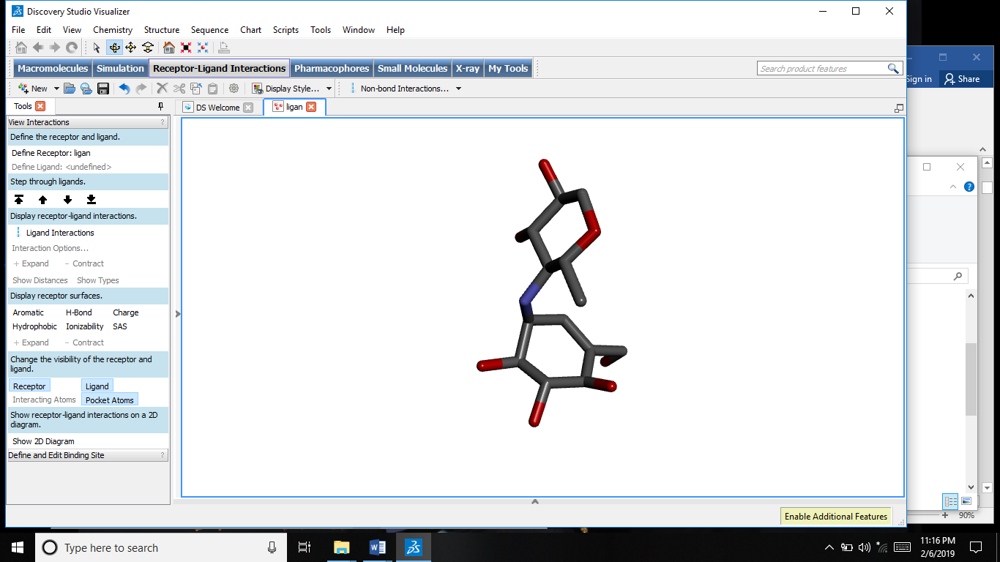 Discovery Studio Visualizer
File Edit View Chemistry Structure Sequence Chart Scripts Tools Window Help
Macromolecules Simulation Receptor-Ligand Interactions Pharmacophores Small Molecules X-ray My Tools
Search product features
Sign in Share
New Display Style... Non-bond Interactions...
Tools DS Welcome ligan
View Interactions ?
Define the receptor and ligand.
Define Receptor: ligan
Define Ligand: <undefined>
Step through ligands.
Display receptor-ligand interactions.
Ligand Interactions
Interaction Options...
+ Expand - Contract
Show Distances Show Types
Display receptor surfaces.
Aromatic H-Bond Charge
Hydrophobic Ionizability SAS
+ Expand - Contract
Change the visibility of the receptor and
ligand.
Receptor Ligand
Interacting Atoms Pocket Atoms
Show receptor-ligand interactions on a 2D
diagram.
Show 2D Diagram
Define and Edit Binding Site ?
Enable Additional Features
+ 90%
Type here to search
11:16 PM
2/6/2019